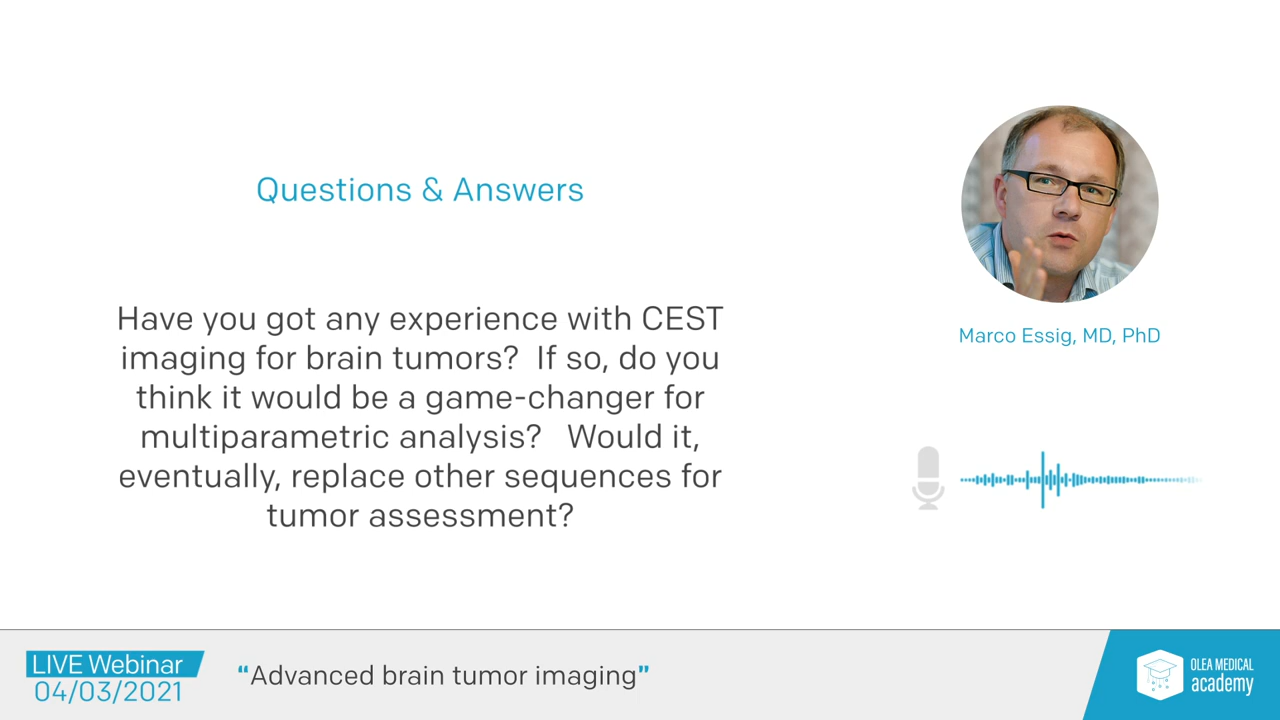 Questions & Answers
Have you got any experience with CEST
imaging for brain tumors? If so, do you
think it would be a game-changer for
multiparametric analysis? Would it,
eventually, replace other sequences for
tumor assessment?
Marco Essig, MD, PhD
LIVE Webinar
04/03/2021
“Advanced brain tumor imaging”
OLEA MEDICAL
academy